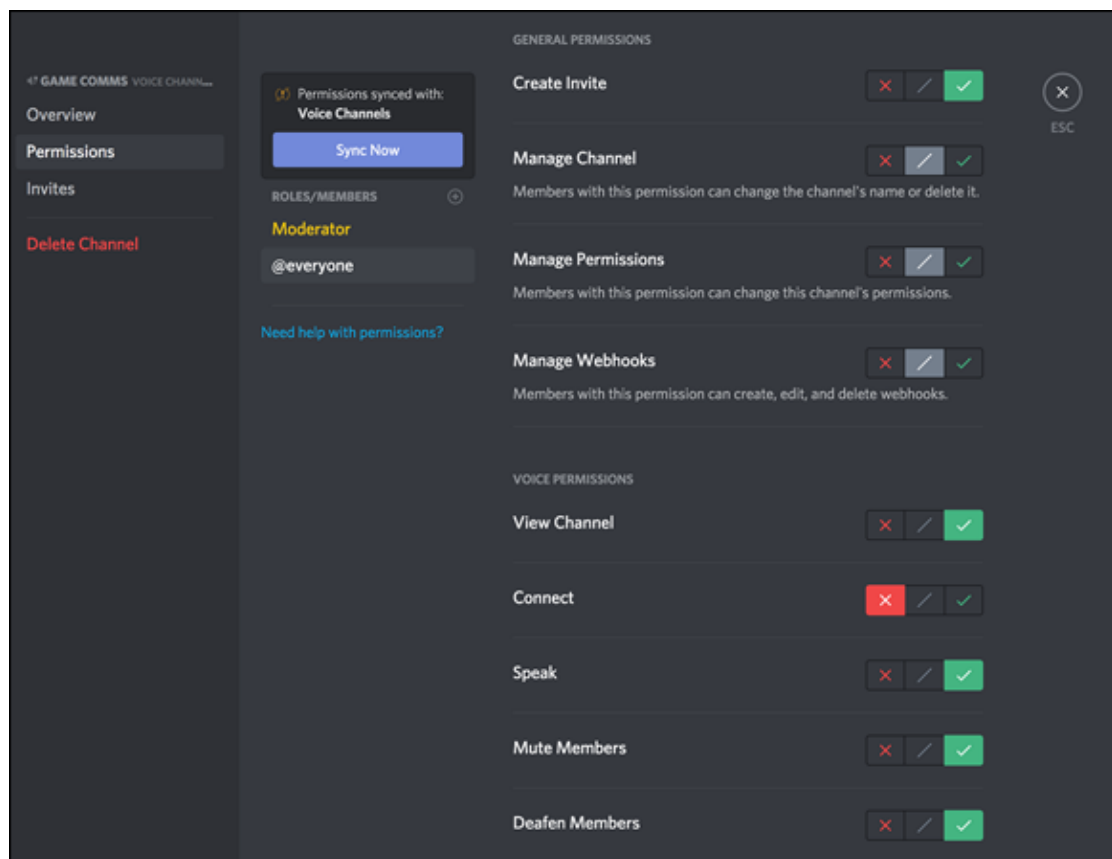 GAME COMMS VOICE CHANN...
Overview
Permissions
Invites
Delete Channel
Permissions synced with:
Voice Channels
Sync Now
ROLES/MEMBERS
Moderator
@everyone
Need help with permissions?
GENERAL PERMISSIONS
Create Invite
Manage Channel
Members with this permission can change the channel's name or delete it.
Manage Permissions
Members with this permission can change this channel's permissions.
Manage Webhooks
Members with this permission can create, edit, and delete webhooks.
VOICE PERMISSIONS
View Channel
Connect
Speak
Mute Members
Deafen Members
ESC